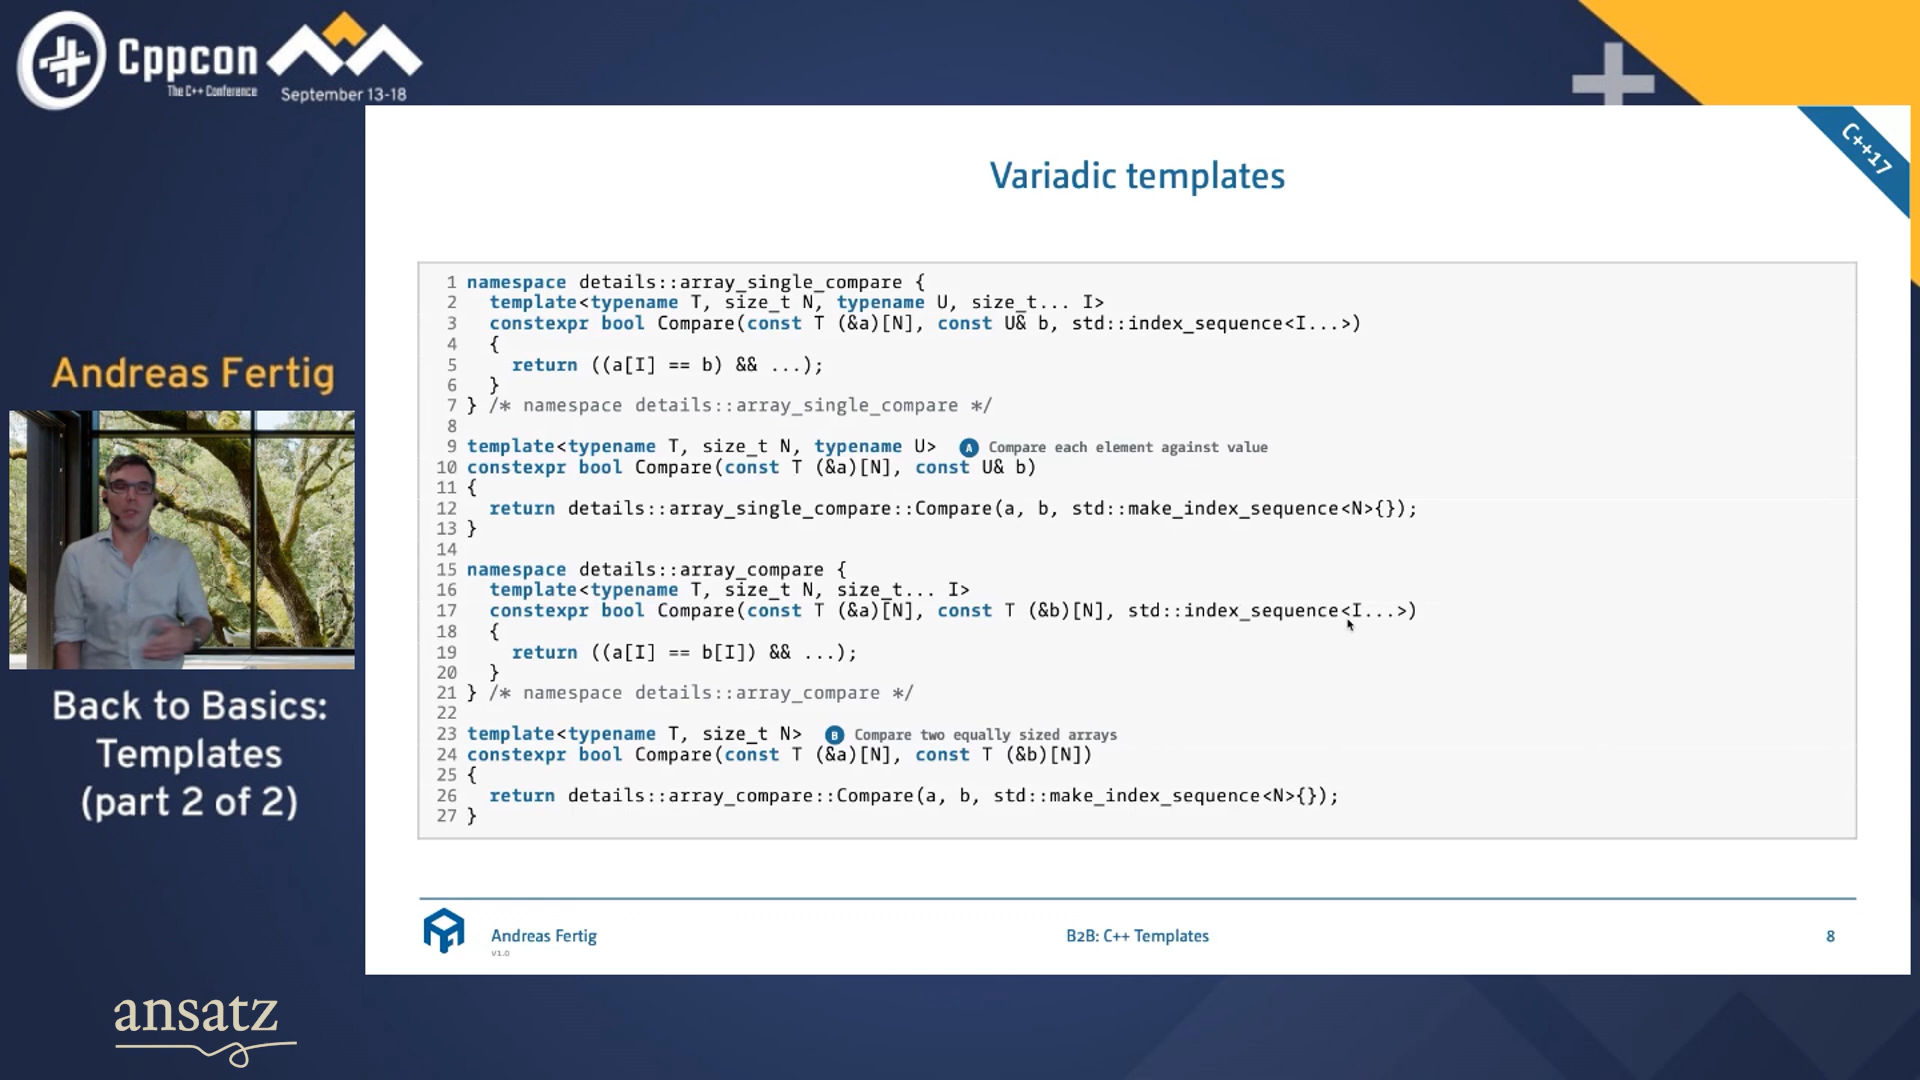 Cppcon
The C++ Conference
September 13-18
C++17
Variadic templates
1 namespace details::array_single_compare {
2 template<typename T, size_t N, typename U, size_t... I>
3 constexpr bool Compare(const T (&a)[N], const U& b, std::index_sequence<I...>)
4 {
5 return ((a[I] == b) && ...);
6 }
7 } /* namespace details::array_single_compare */
8
9 template<typename T, size_t N, typename U> A Compare each element against value
10 constexpr bool Compare(const T (&a)[N], const U& b)
11 {
12 return details::array_single_compare::Compare(a, b, std::make_index_sequence<N>{});
13 }
14
15 namespace details::array_compare {
16 template<typename T, size_t N, size_t... I>
17 constexpr bool Compare(const T (&a)[N], const T (&b)[N], std::index_sequence<I...>)
18 {
19 return ((a[I] == b[I]) && ...);
20 }
21 } /* namespace details::array_compare */
22
23 template<typename T, size_t N> B Compare two equally sized arrays
24 constexpr bool Compare(const T (&a)[N], const T (&b)[N])
25 {
26 return details::array_compare::Compare(a, b, std::make_index_sequence<N>{});
27 }
Andreas Fertig
v1.0
B2B: C++ Templates
8
Andreas Fertig
Back to Basics:
Templates
(part 2 of 2)
ansatz